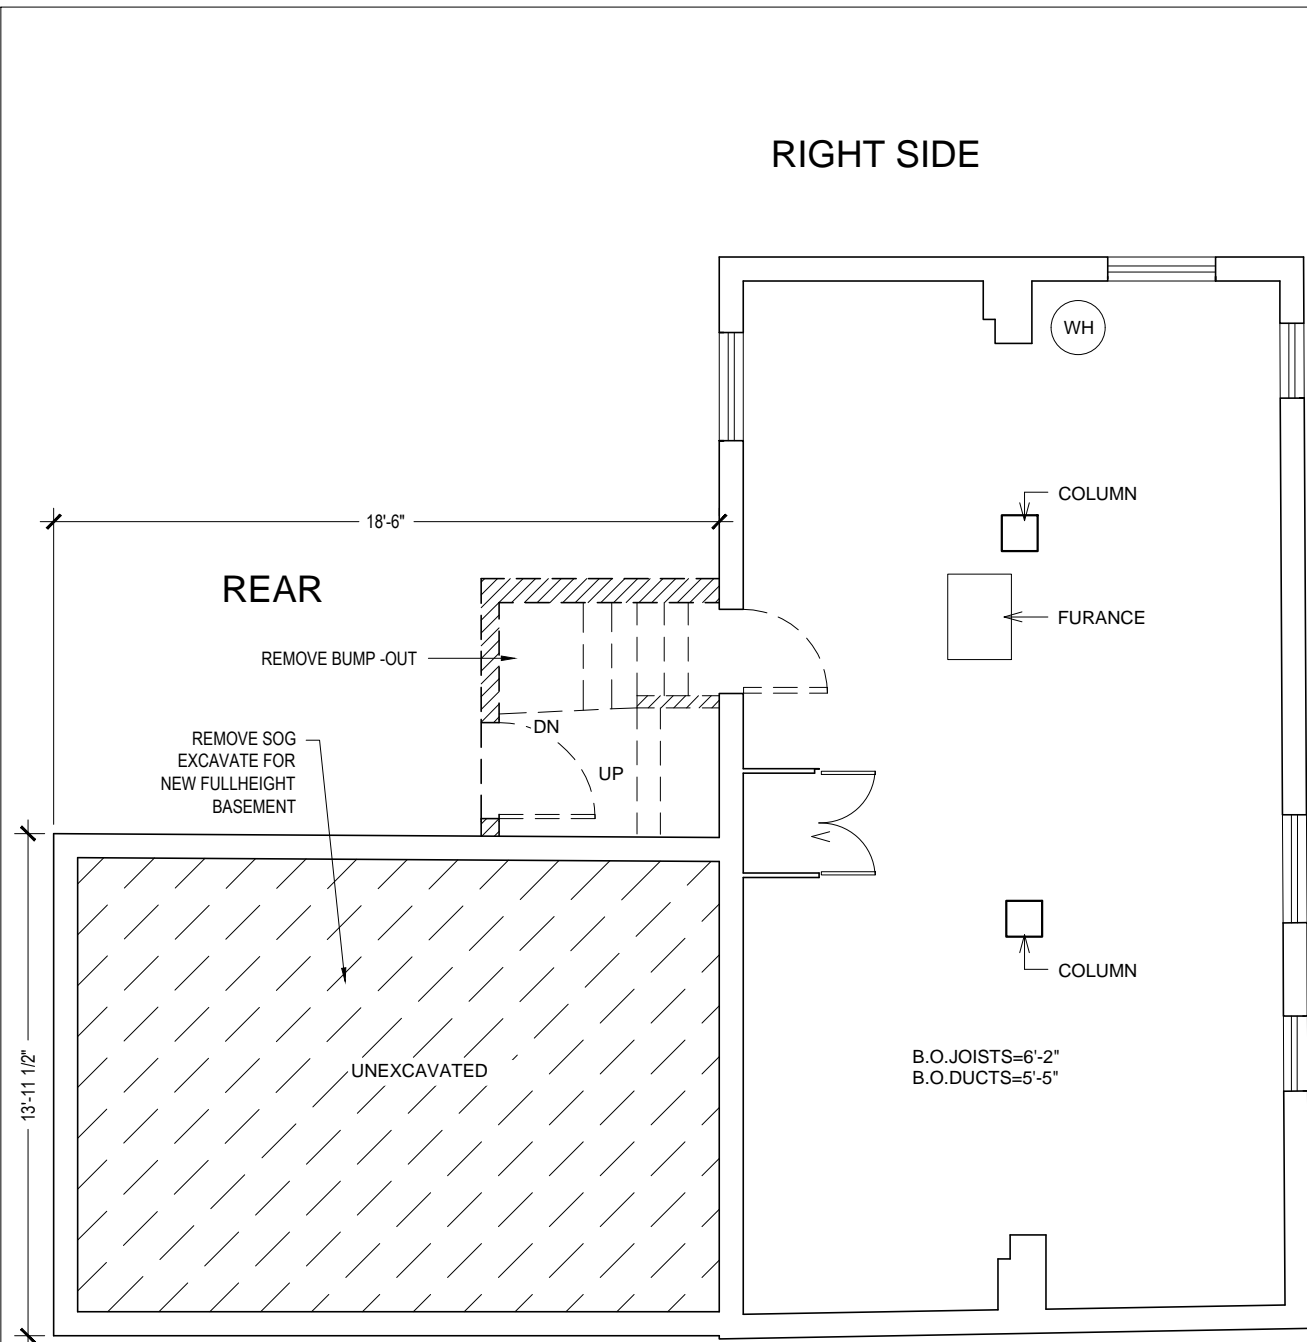 RIGHT SIDE
WH
COLUMN
18'-6"
REAR
FURANCE
REMOVE BUMP -OUT
DN
REMOVE SOG
EXCAVATE FOR
NEW FULLHEIGHT
BASEMENT
UP
COLUMN
13'-11 1/2"
UNEXCAVATED
B.O.JOISTS=6'-2"
B.O.DUCTS=5'-5"